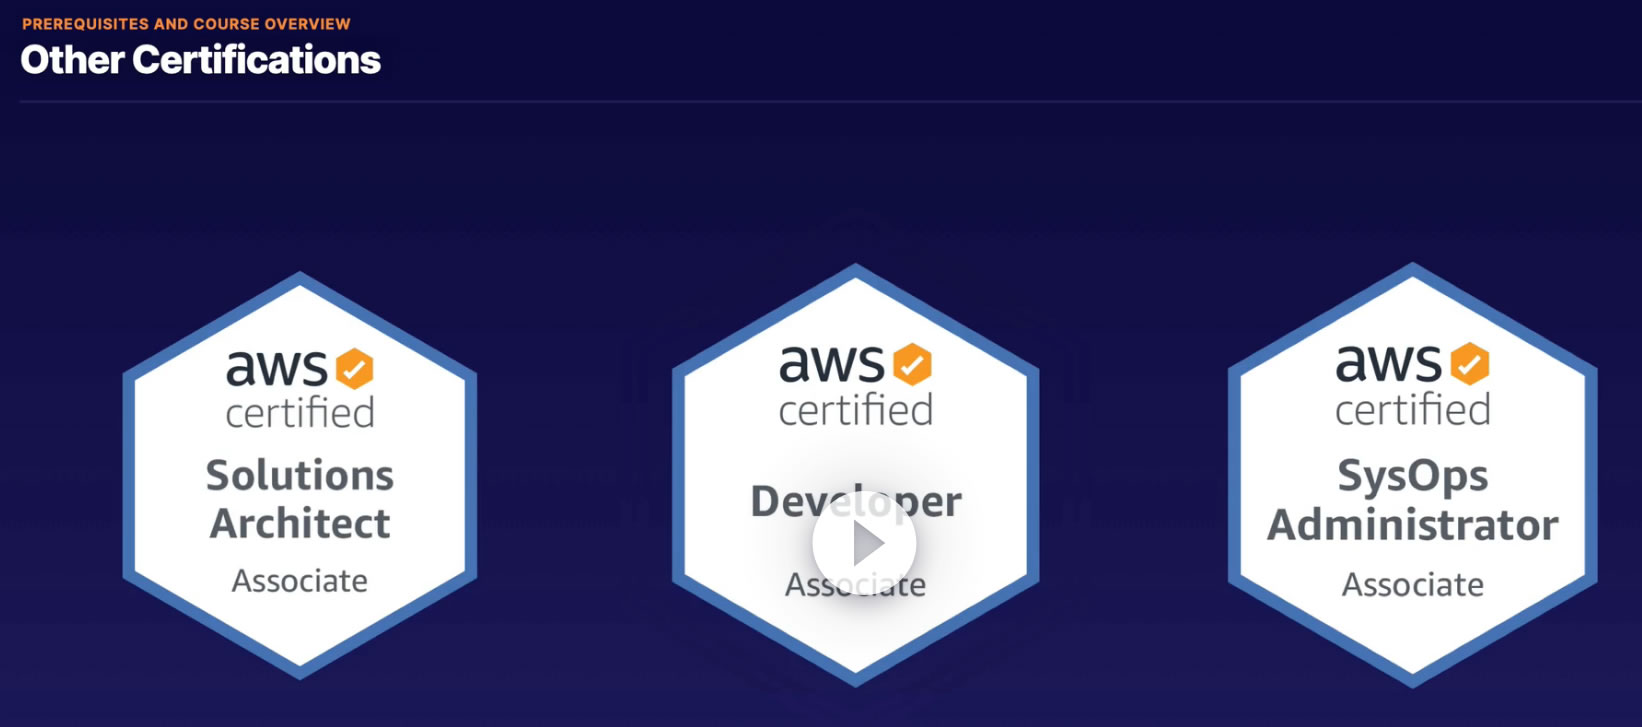 PREREQUISITES AND COURSE OVERVIEW
Other Certifications
aws
certified
Solutions
Architect
Associate
aws
certified
Developer
Associate
aws
certified
SysOps
Administrator
Associate